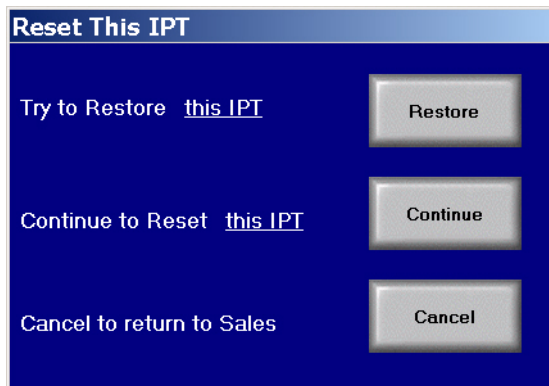 Reset This IPT
Try to Restore this IPT
Restore
Continue to Reset this IPT
Continue
Cancel to return to Sales
Cancel